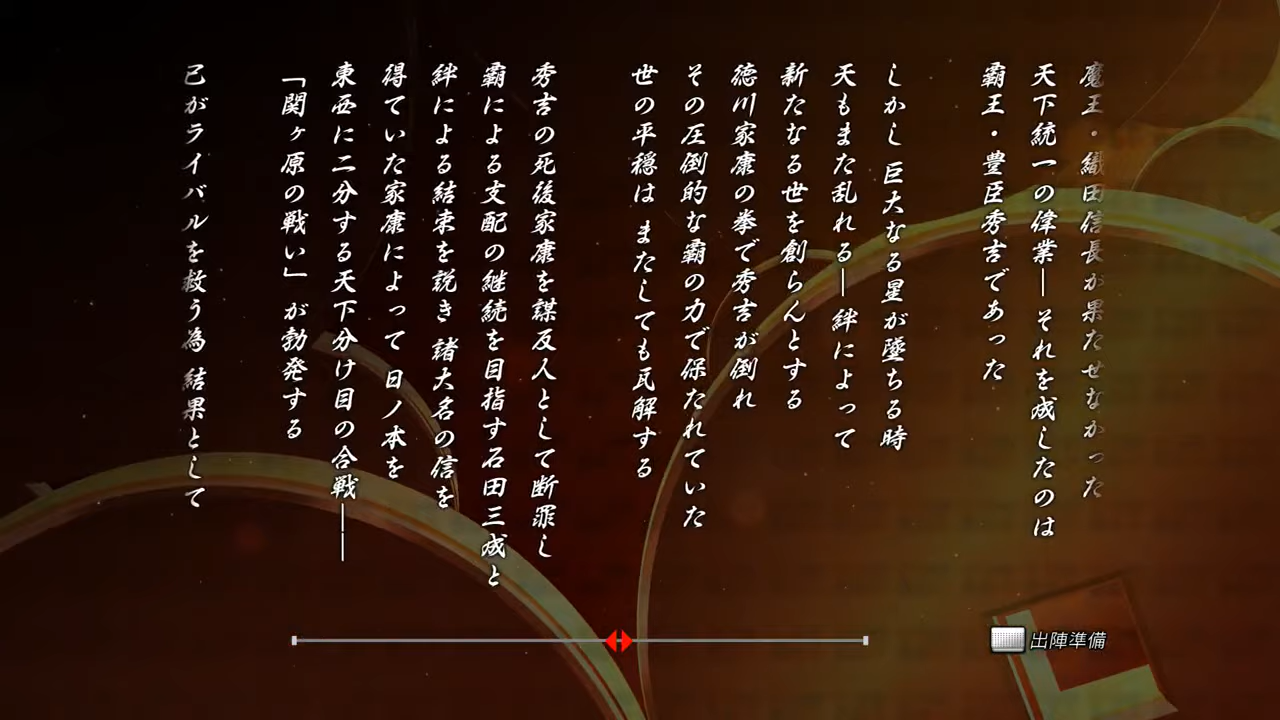 魔王・織田信長が果たせなかった
天下統一の偉業― それを成したのは
覇王・豊臣秀吉であった
しかし 巨大なる星が墜ちる時
天もまた乱れる― 絆によって
新たなる世を創らんとする
徳川家康の拳で秀吉が倒れ
その圧倒的な覇の力で保たれていた
世の平穏は またしても瓦解する
秀吉の死後家康を謀反人として断罪し
覇による支配の継続を目指す石田三成と
絆による結束を説き 諸大名の信を
得ていた家康によって 日ノ本を
東西に二分する天下分け目の合戦――
「関ヶ原の戦い」が勃発する
己がライバルを救う為 結果として
出陣準備